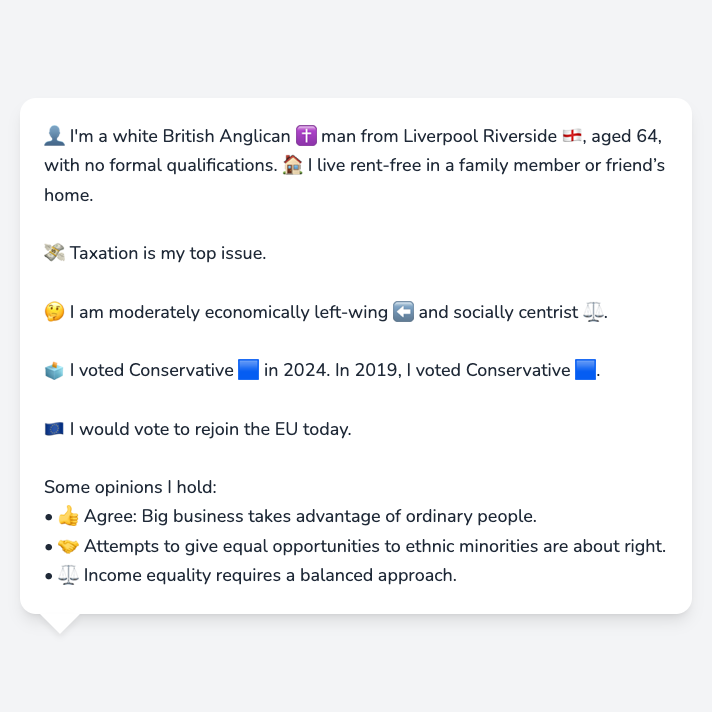 👤 I'm a white British Anglican ✝️ man from Liverpool Riverside 🏴󠁧󠁢󠁥󠁮󠁧󠁿, aged 64,
with no formal qualifications. 🏠 I live rent-free in a family member or friend’s
home.
💸 Taxation is my top issue.
🤔 I am moderately economically left-wing ⬅️ and socially centrist ⚖️.
🗳️ I voted Conservative 🟦 in 2024. In 2019, I voted Conservative 🟦.
🇪🇺 I would vote to rejoin the EU today.
Some opinions I hold:
• 👍 Agree: Big business takes advantage of ordinary people.
• 🤝 Attempts to give equal opportunities to ethnic minorities are about right.
• ⚖️ Income equality requires a balanced approach.